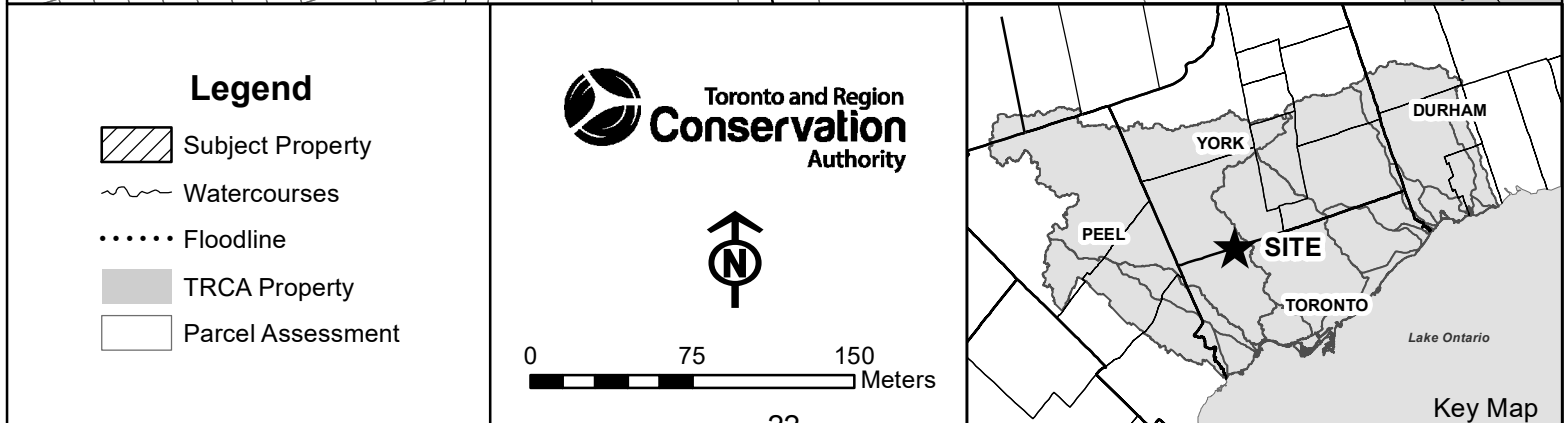 Legend
Subject Property
Watercourses
Floodline
TRCA Property
Parcel Assessment
Toronto and Region
Conservation
Authority
N
0 75 150
Meters
DURHAM
YORK
PEEL
SITE
TORONTO
Lake Ontario
Key Map